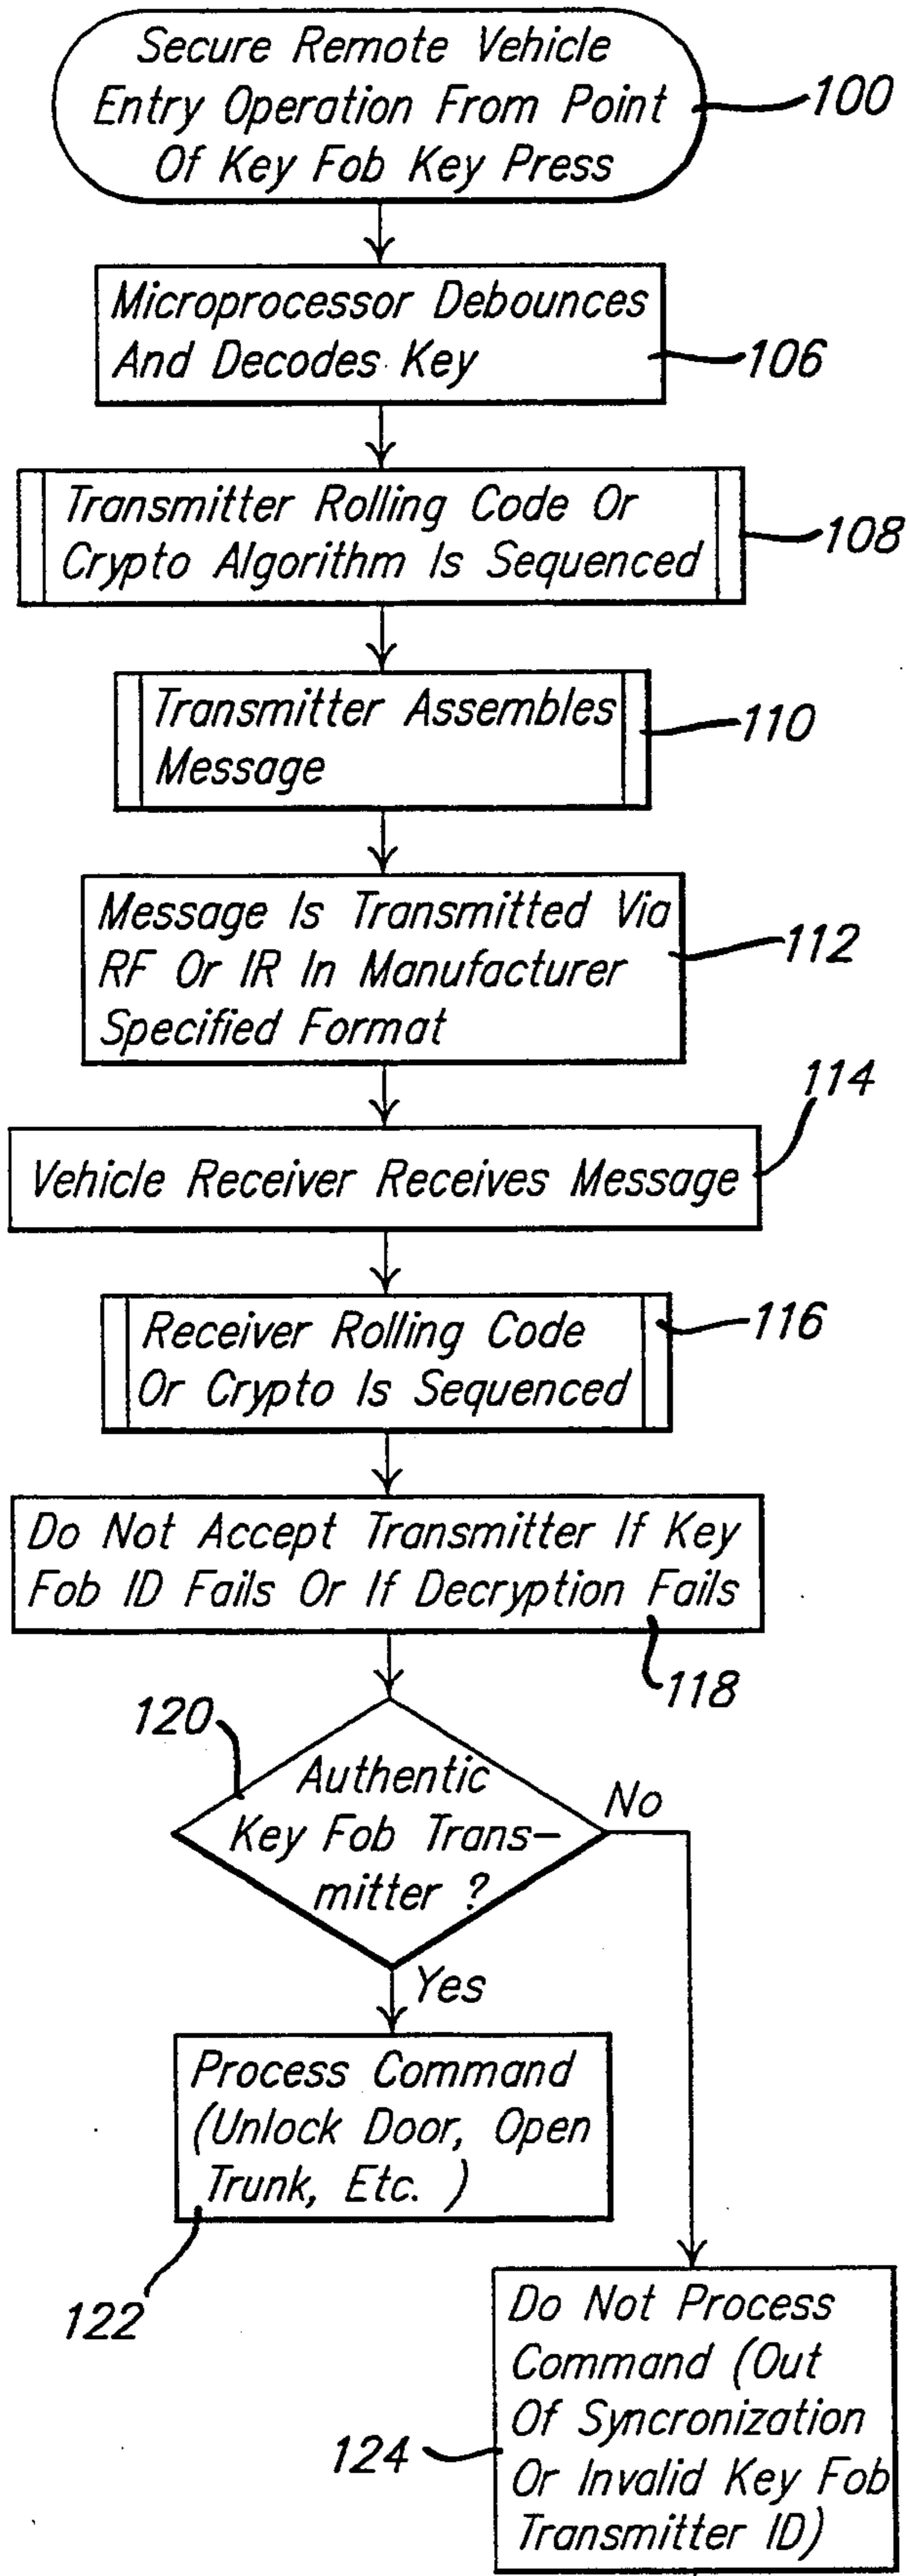 Secure Remote Vehicle
Entry Operation From Point
Of Key Fob Key Press
100
Microprocessor Debounces
And Decodes Key
106
Transmitter Rolling Code Or
Crypto Algorithm Is Sequenced
108
Transmitter Assembles
Message
110
Message Is Transmitted Via
RF Or IR In Manufacturer
Specified Format
112
114
Vehicle Receiver Receives Message
Receiver Rolling Code
Or Crypto Is Sequenced
116
Do Not Accept Transmitter If Key
Fob ID Fails Or If Decryption Fails
118
120
Authentic
Key Fob Trans-
mitter ?
No
Yes
Process Command
(Unlock Door, Open
Trunk, Etc. )
122
Do Not Process
Command (Out
Of Syncronization
Or Invalid Key Fob
Transmitter ID)
124